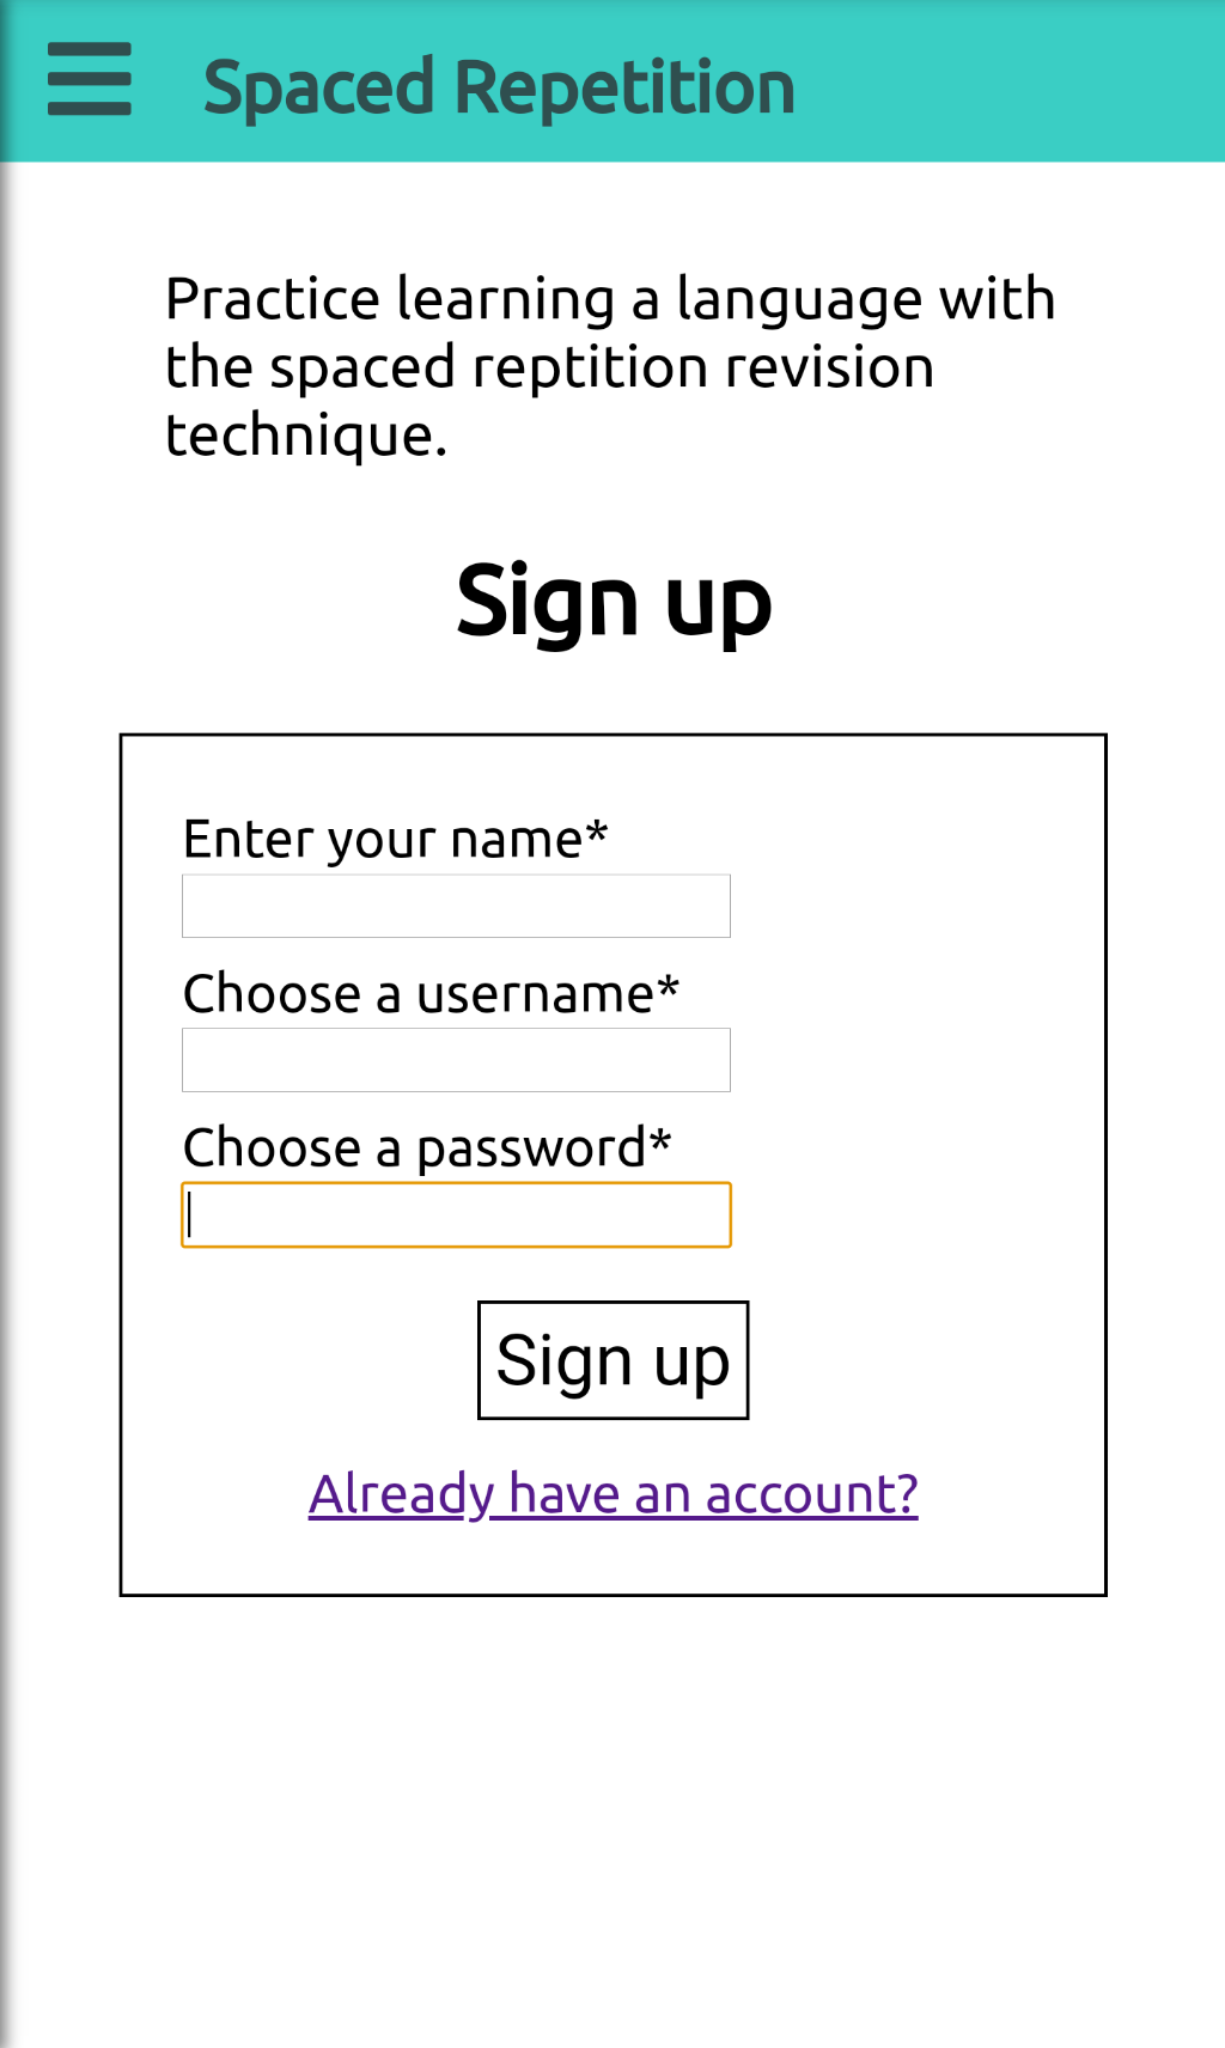 Spaced Repetition
Practice learning a language with
the spaced reptition revision
technique.
Sign up
Enter your name*
Choose a username*
Choose a password*
Sign up
Already have an account?